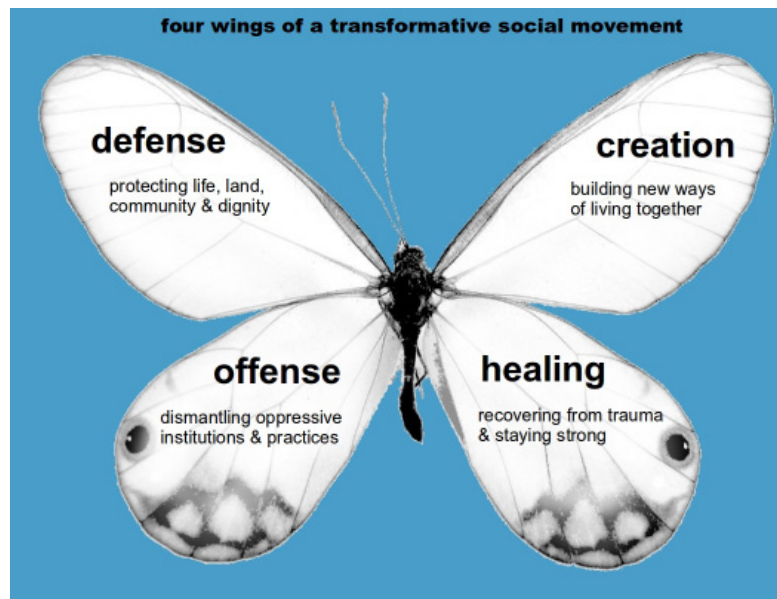 four wings of a transformative social movement
defense
protecting life, land,
community & dignity
creation
building new ways
of living together
offense
dismantling oppressive
institutions & practices
healing
recovering from trauma
& staying strong